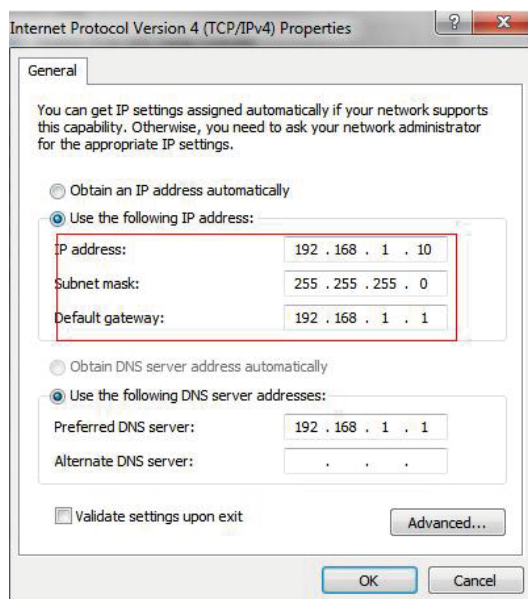 Internet Protocol Version 4 (TCP/IPv4) Properties
?
X
General
You can get IP settings assigned automatically if your network supports
this capability. Otherwise, you need to ask your network administrator
for the appropriate IP settings.
Obtain an IP address automatically
Use the following IP address:
IP address: 192 . 168 . 1 . 10
Subnet mask: 255 . 255 . 255 . 0
Default gateway: 192 . 168 . 1 . 1
Obtain DNS server address automatically
Use the following DNS server addresses:
Preferred DNS server: 192 . 168 . 1 . 1
Alternate DNS server: . . .
Validate settings upon exit
Advanced...
OK Cancel